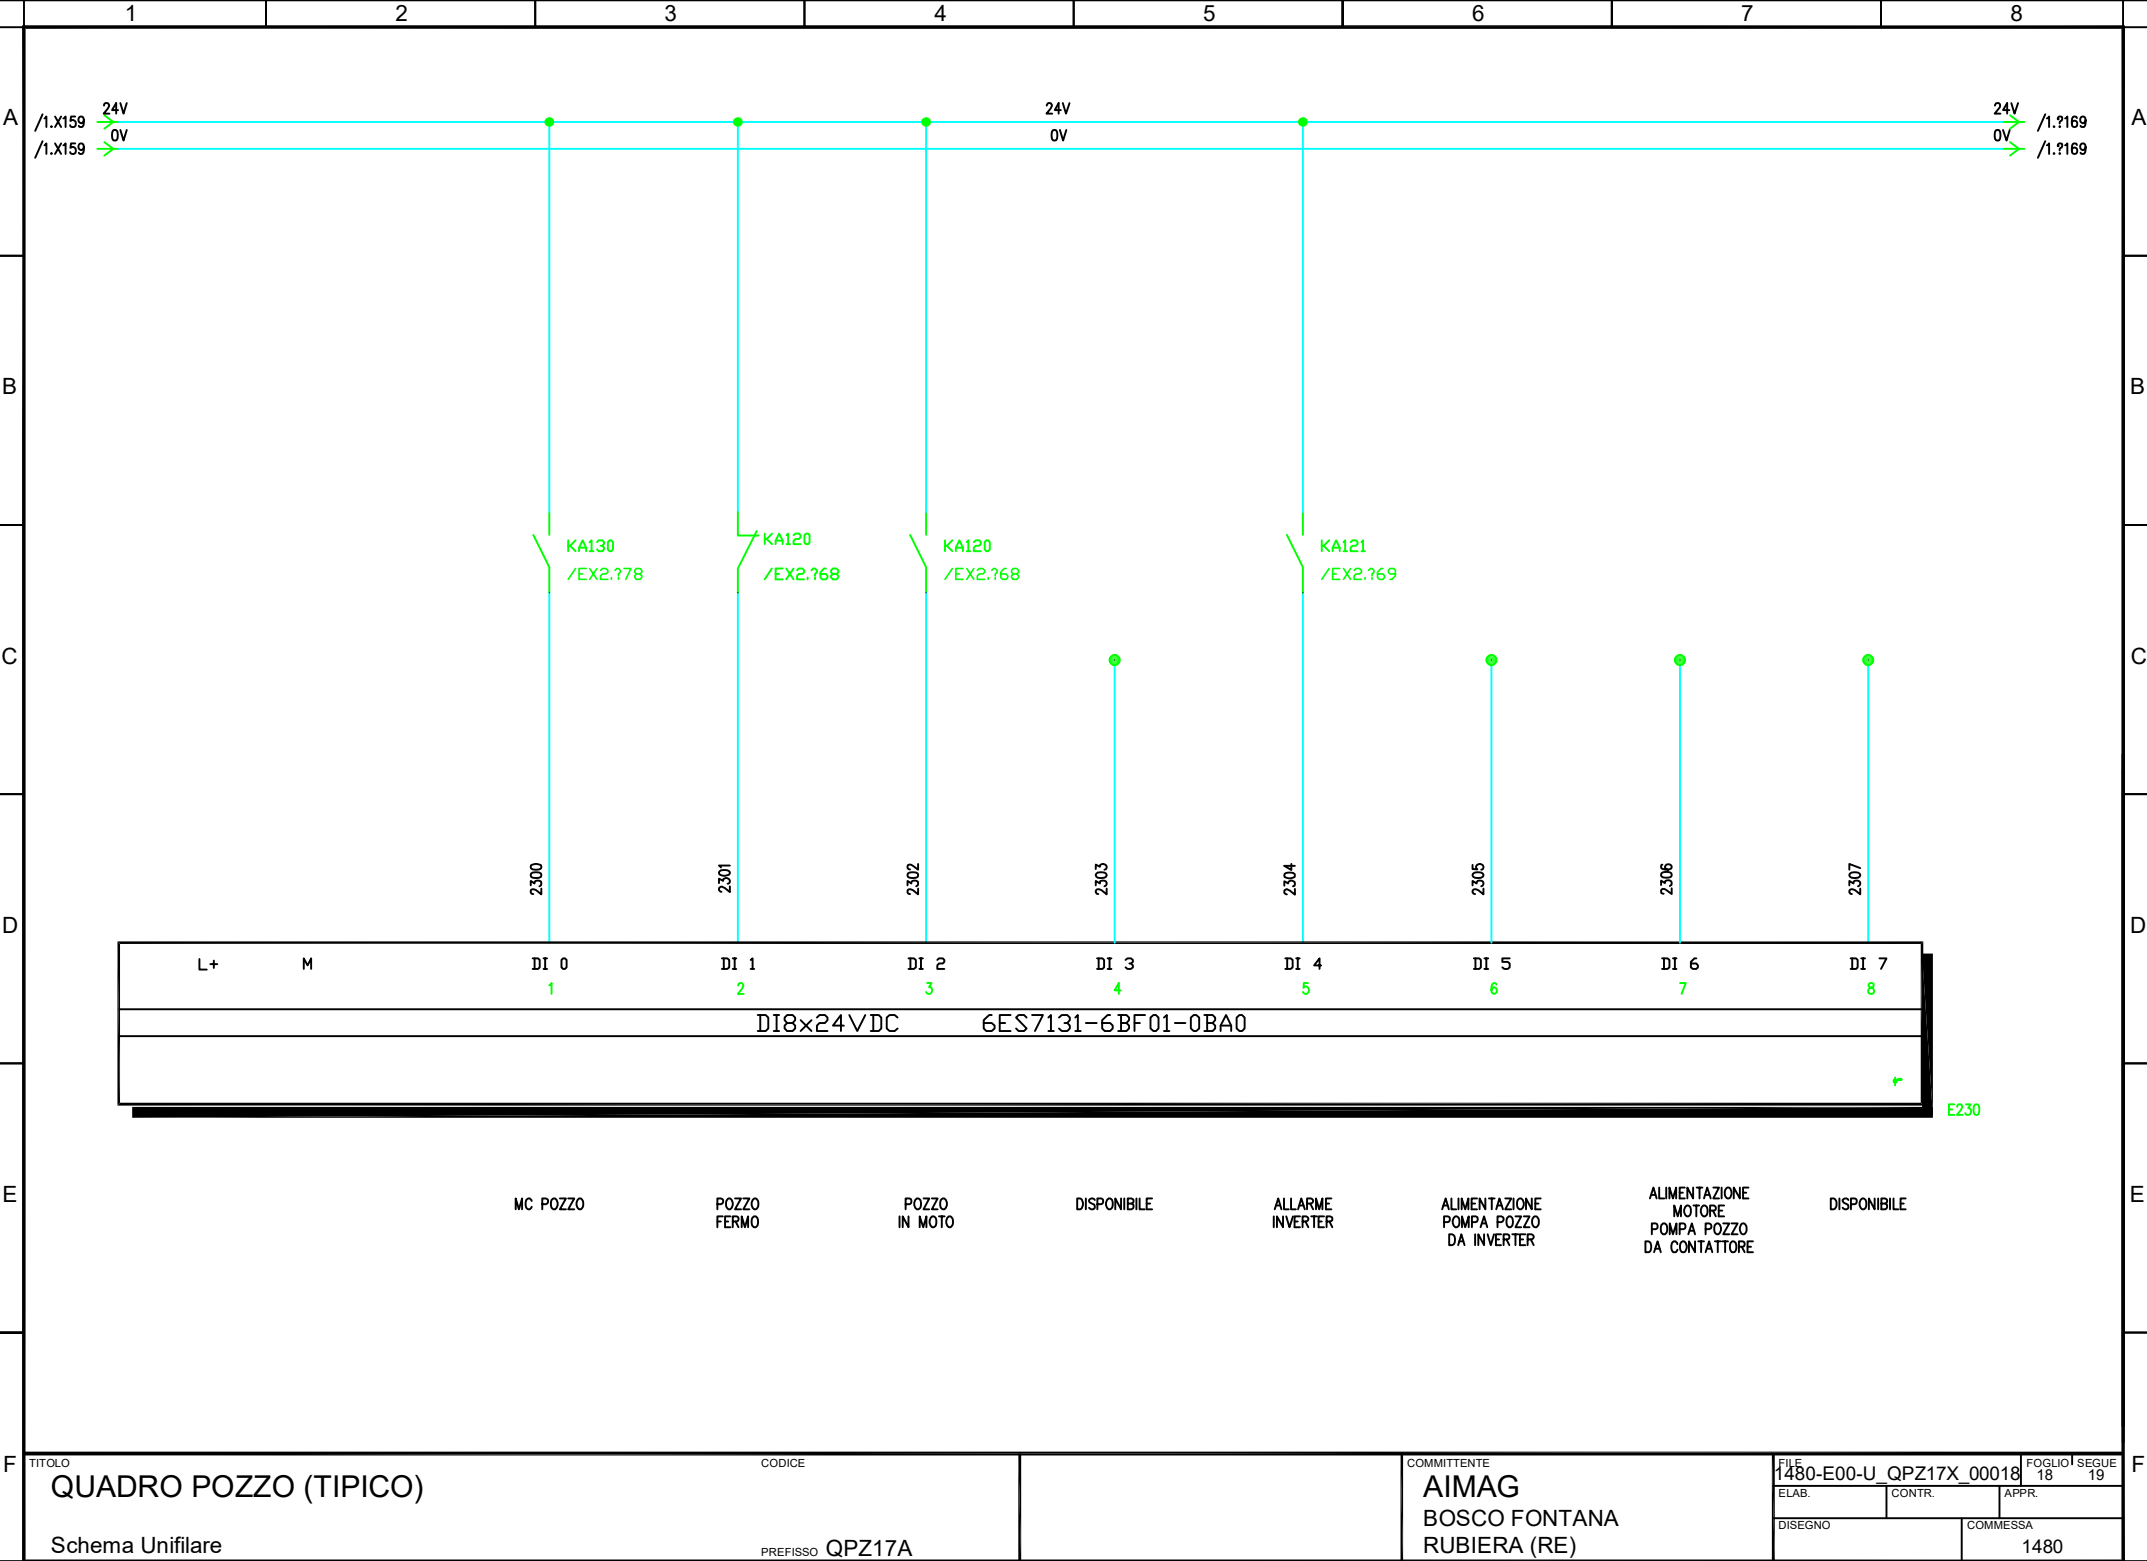 1 2 3 4 5 6 7 8
A A
24V 24V 24V
/1.X159 /1.?169
0V 0V 0V
/1.X159 /1.?169
B B
KA130 KA120 KA120 KA121
/EX2.?78 /EX2.?68 /EX2.?68 /EX2.?69
C C
2300 2301 2302 2303 2304 2305 2306 2307
D D
L+ M DI 0 DI 1 DI 2 DI 3 DI 4 DI 5 DI 6 DI 7
1 2 3 4 5 6 7 8
DI8x24VDC 6ES7131-6BF01-0BA0
E230
E E
MC POZZO
POZZO
FERMO
POZZO
IN MOTO
DISPONIBILE
ALLARME
INVERTER
ALIMENTAZIONE
POMPA POZZO
DA INVERTER
ALIMENTAZIONE
MOTORE
POMPA POZZO
DA CONTATTORE
DISPONIBILE
F F
TITOLO
QUADRO POZZO (TIPICO)
Schema Unifilare
CODICE
PREFISSO QPZ17A
COMMITTENTE
AIMAG
BOSCO FONTANA
RUBIERA (RE)
FILE
1480-E00-U_QPZ17X_00018
FOGLIO SEGUE
18 19
ELAB. CONTR. APPR.
DISEGNO COMMESSA
1480